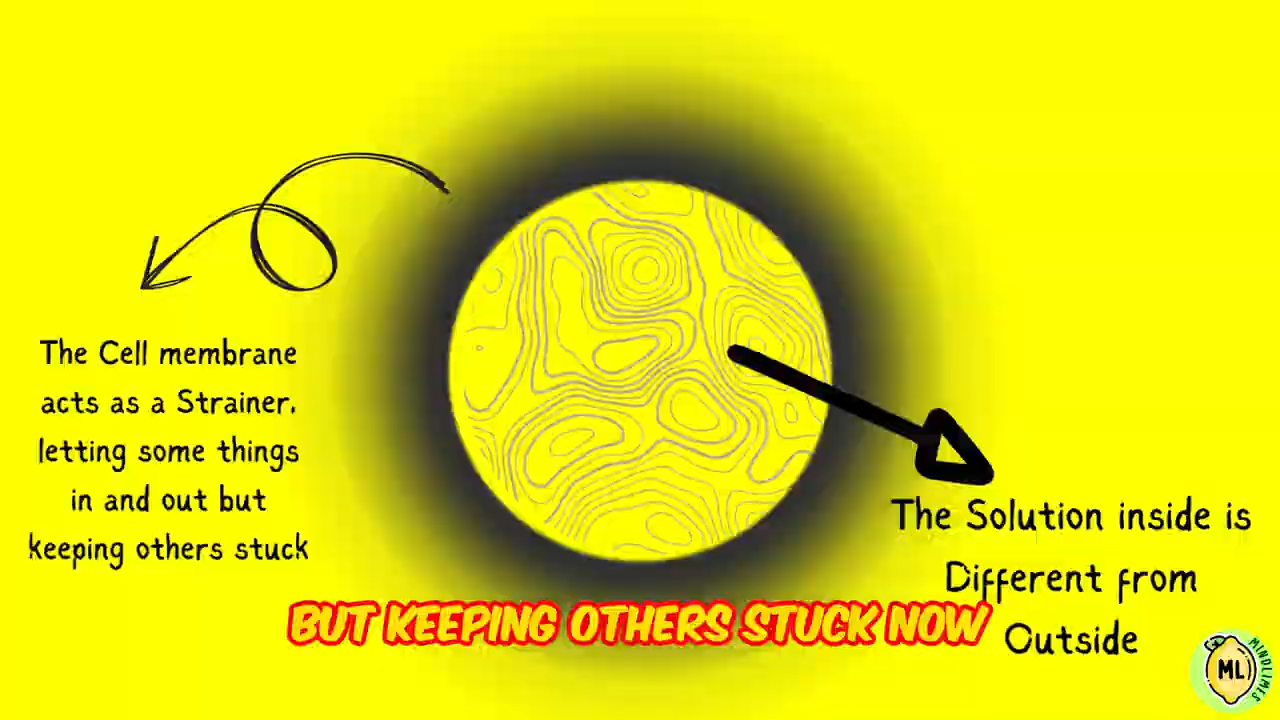 The Cell membrane
acts as a Strainer,
letting some things
in and out but
keeping others stuck
The Solution inside is
Different from
Outside
BUT KEEPING OTHERS STUCK NOW
ML
MINDLIMES